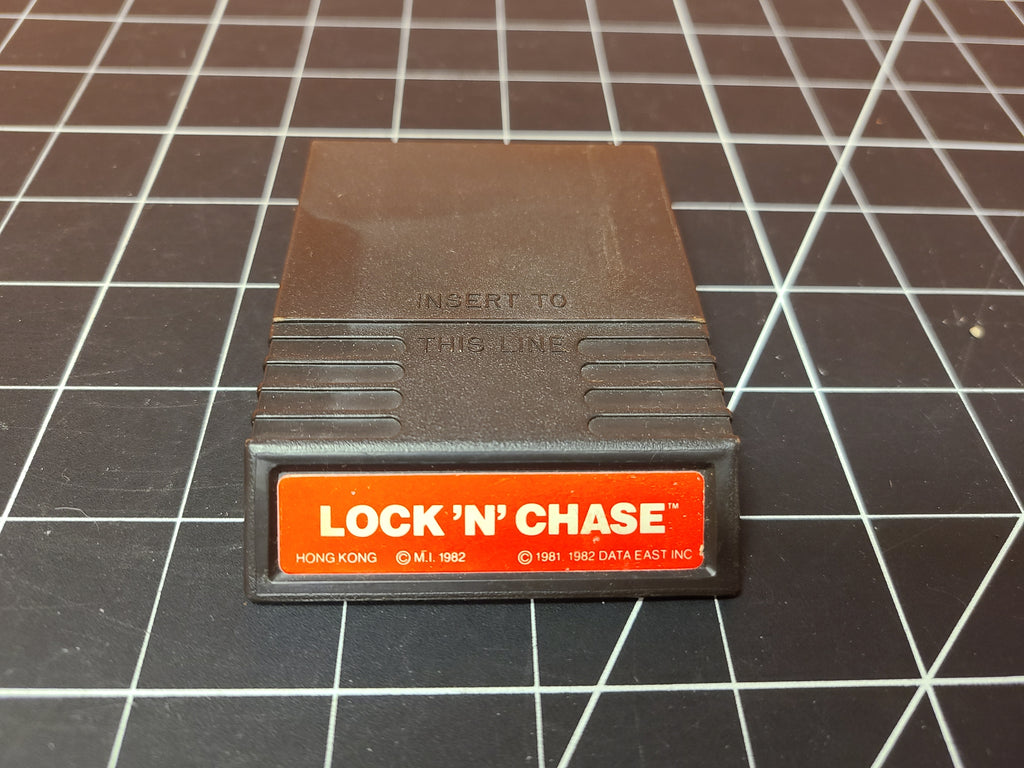 INSERT TO
THIS LINE
LOCK 'N' CHASE™
HONG KONG © M.I. 1982 © 1981, 1982 DATA EAST INC